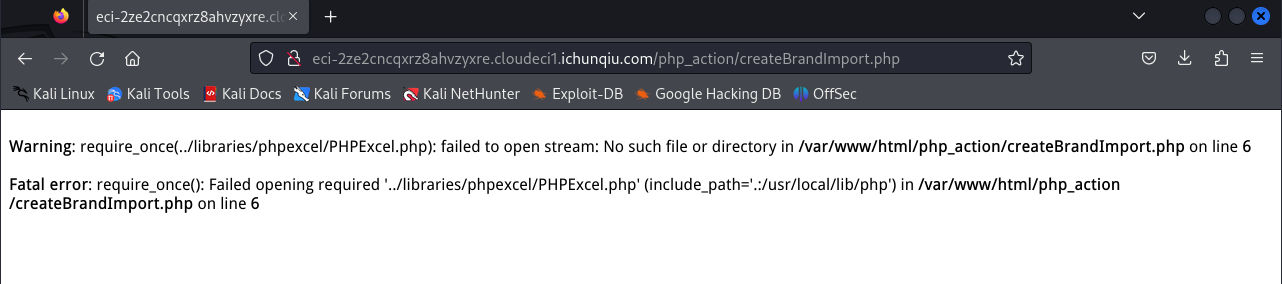 eci-2ze2cncqxrz8ahvzyxre.clo
eci-2ze2cncqxrz8ahvzyxre.cloudeci1.ichunqiu.com/php_action/createBrandImport.php
Kali Linux Kali Tools Kali Docs Kali Forums Kali NetHunter Exploit-DB Google Hacking DB OffSec
Warning: require_once(../libraries/phpexcel/PHPExcel.php): failed to open stream: No such file or directory in /var/www/html/php_action/createBrandImport.php on line 6
Fatal error: require_once(): Failed opening required '../libraries/phpexcel/PHPExcel.php' (include_path='.:/usr/local/lib/php') in /var/www/html/php_action
/createBrandImport.php on line 6